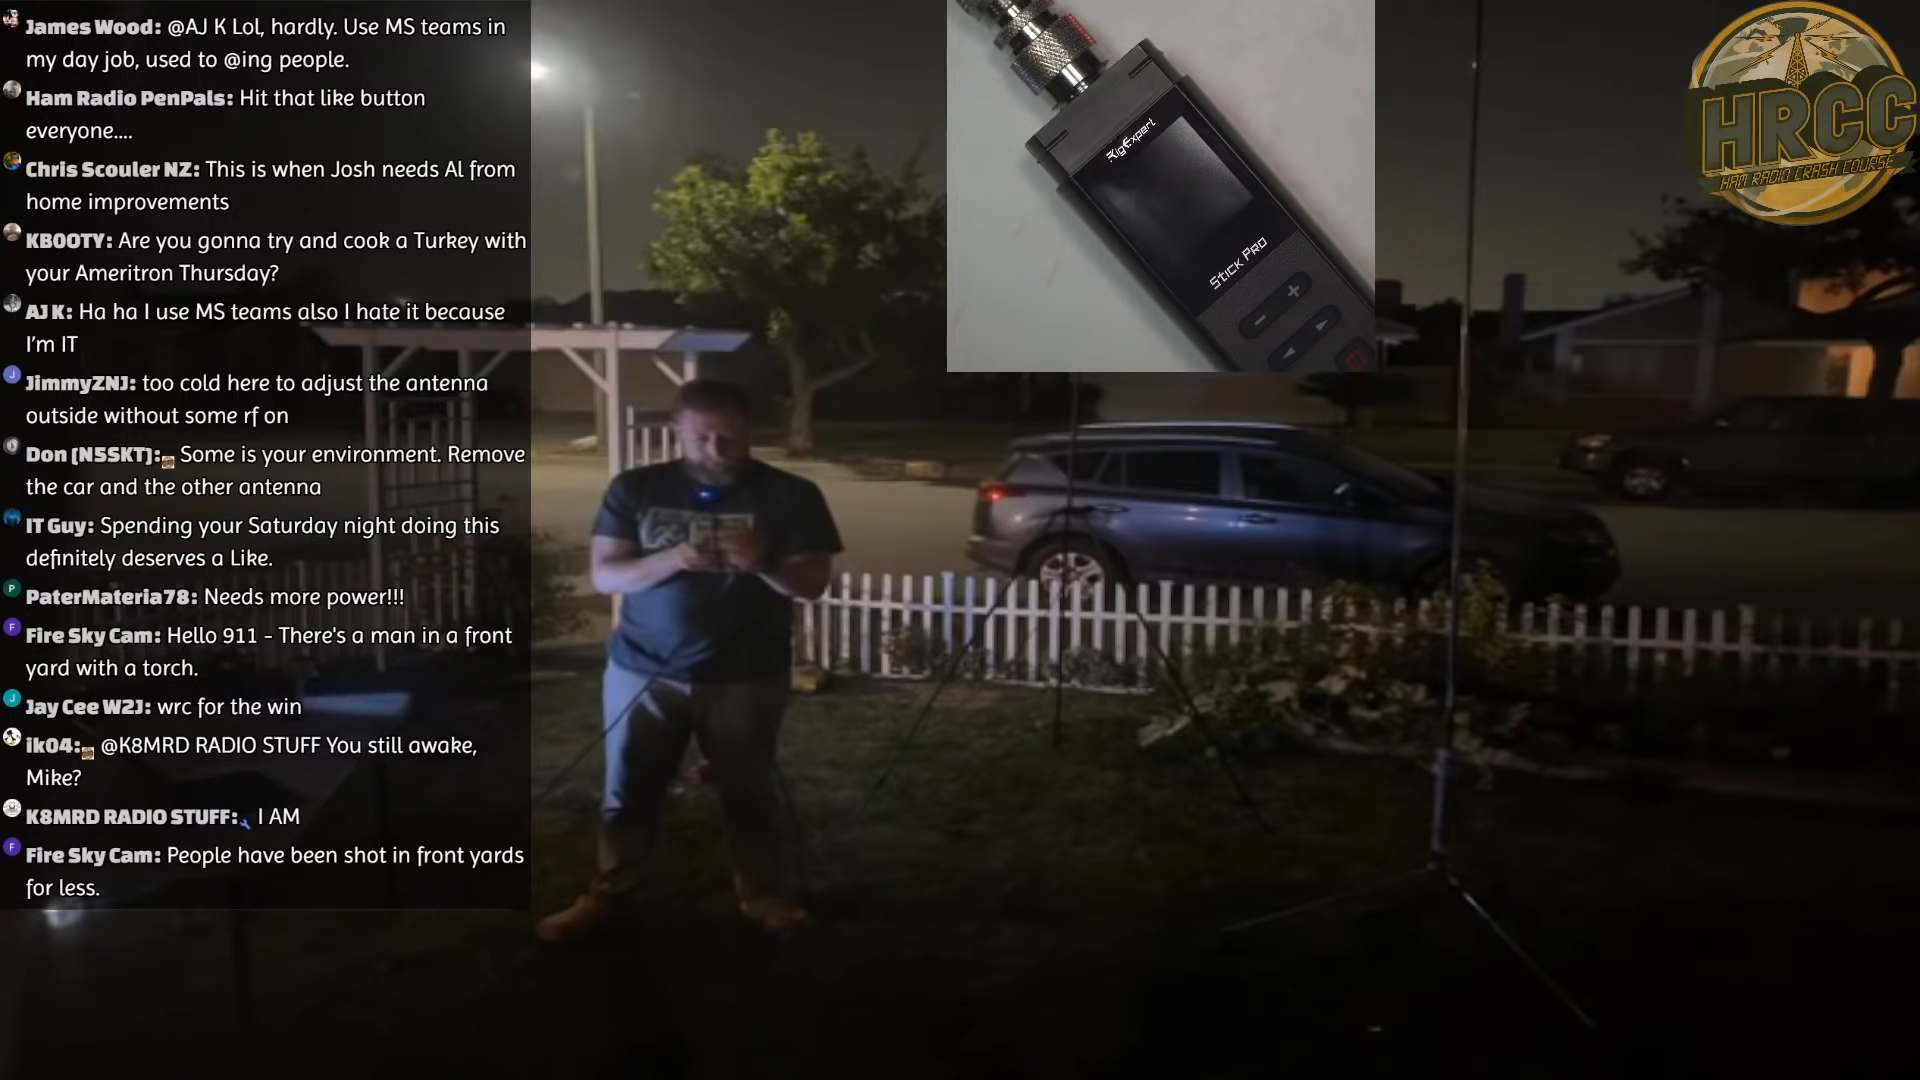 James Wood: @AJ K Lol, hardly. Use MS teams in
my day job, used to @ing people.
Ham Radio PenPals: Hit that like button
everyone....
Chris Scouler NZ: This is when Josh needs Al from
home improvements
KB0OTY: Are you gonna try and cook a Turkey with
your Ameritron Thursday?
AJ K: Ha ha I use MS teams also I hate it because
I'm IT
JimmyZNJ: too cold here to adjust the antenna
outside without some rf on
Don (N5SKT): Some is your environment. Remove
the car and the other antenna
IT Guy: Spending your Saturday night doing this
definitely deserves a Like.
PaterMateria78: Needs more power!!!
Fire Sky Cam: Hello 911 - There's a man in a front
yard with a torch.
Jay Cee W2J: wrc for the win
ik04: @K8MRD RADIO STUFF You still awake,
Mike?
K8MRD RADIO STUFF: I AM
Fire Sky Cam: People have been shot in front yards
for less.
RigExpert
Stick Pro
HRCC
HAM RADIO CRASH COURSE